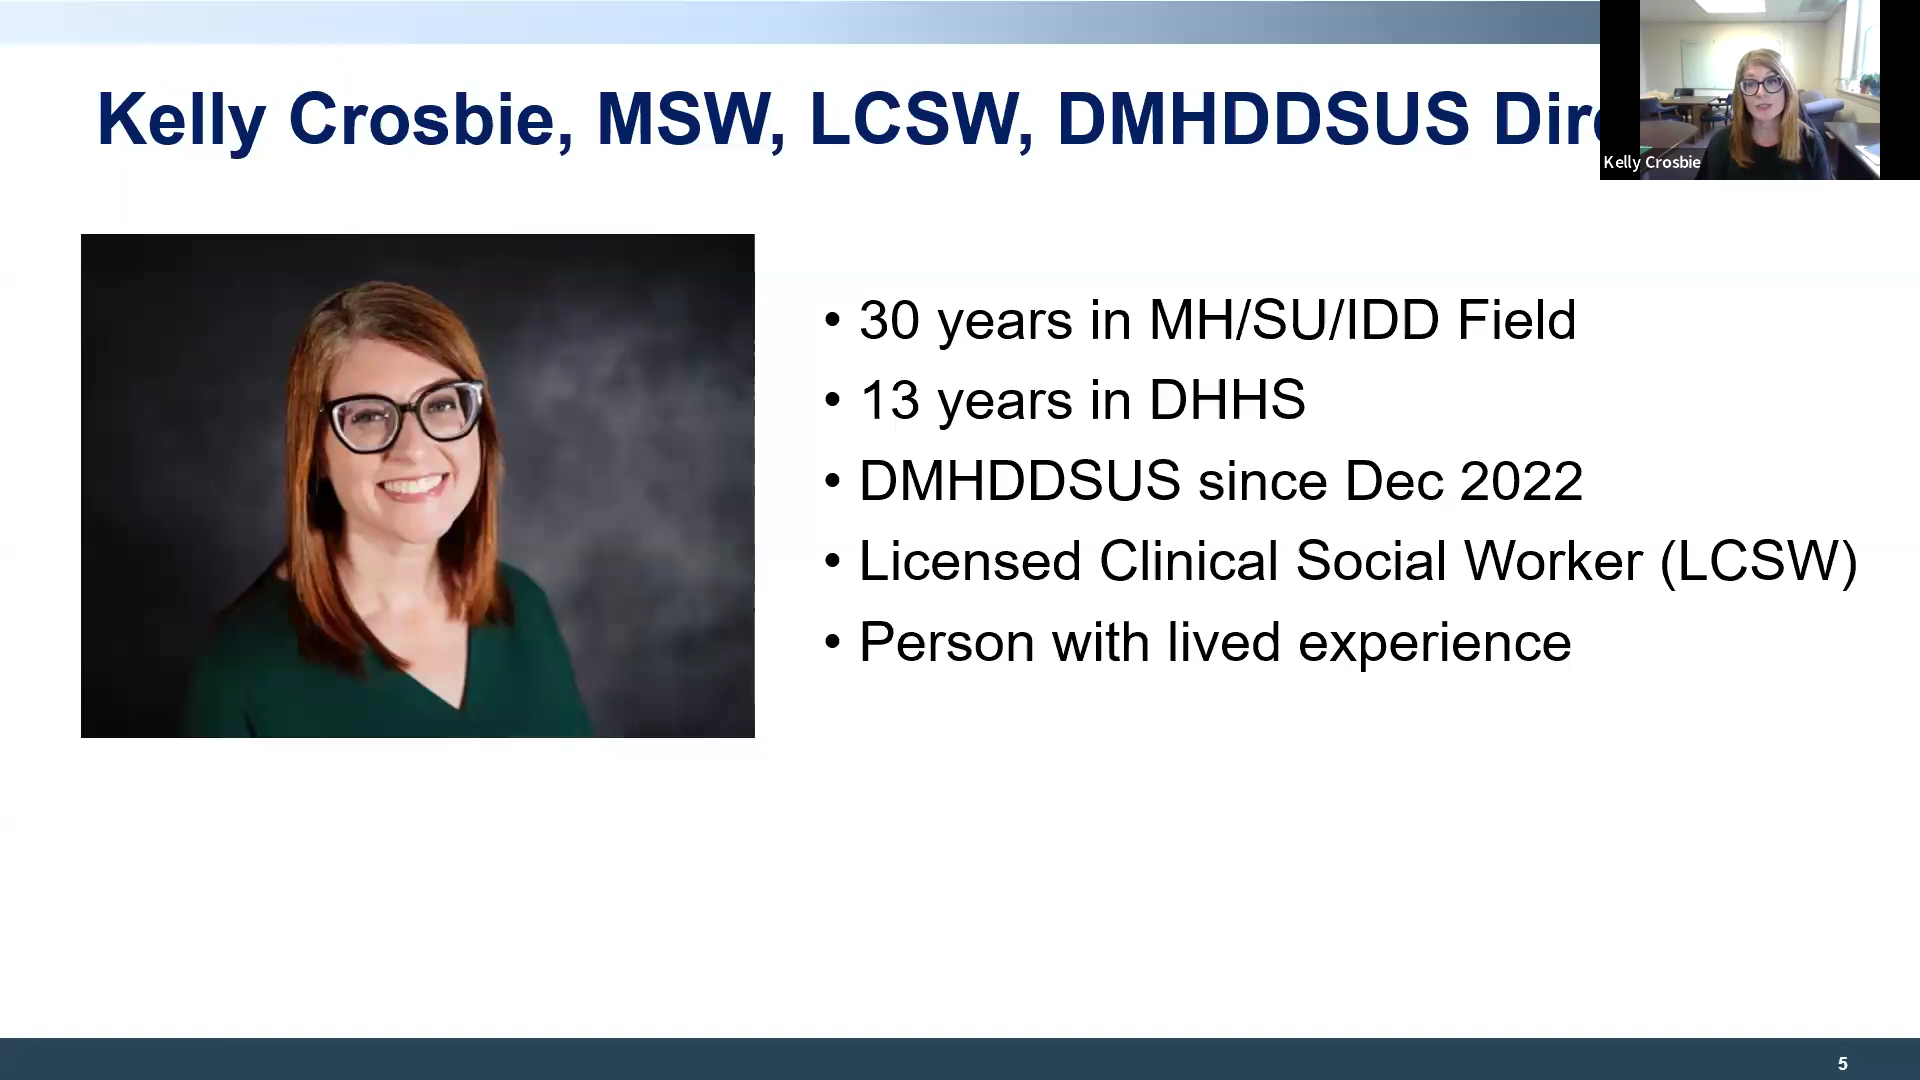 Kelly Crosbie, MSW, LCSW, DMHDDSUS
Kelly Crosbie
• 30 years in MH/SU/IDD Field
• 13 years in DHHS
• DMHDDSUS since Dec 2022
• Licensed Clinical Social Worker (LCSW)
• Person with lived experience
5